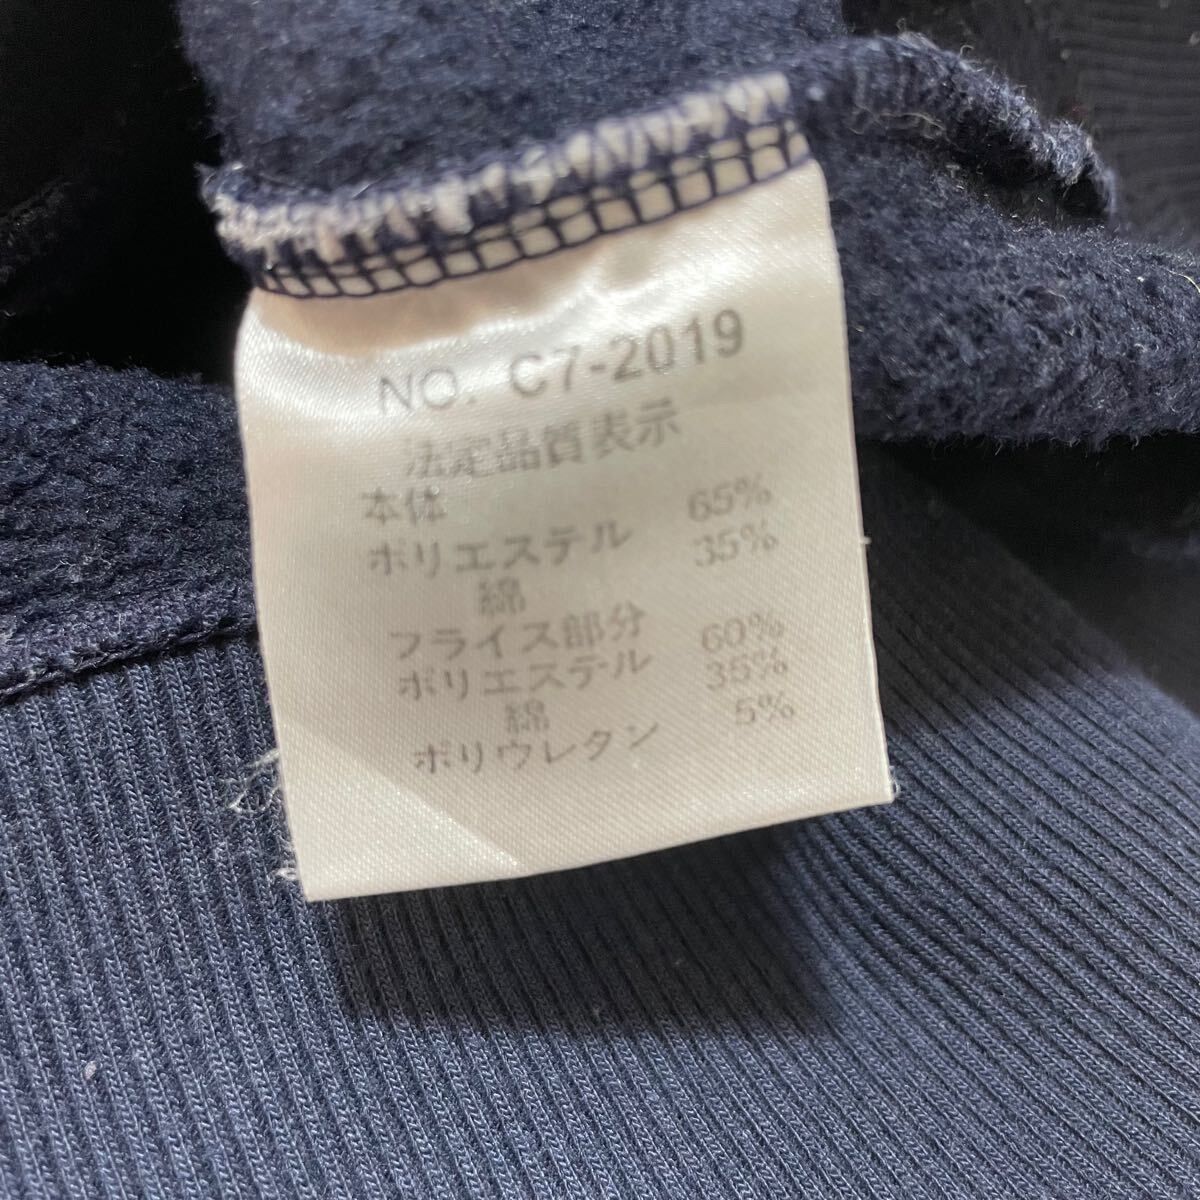 NO. C7-2019
法定品質表示
本体
ポリエステル 65%
綿 35%
フライス部分
ポリエステル 60%
綿 35%
ポリウレタン 5%